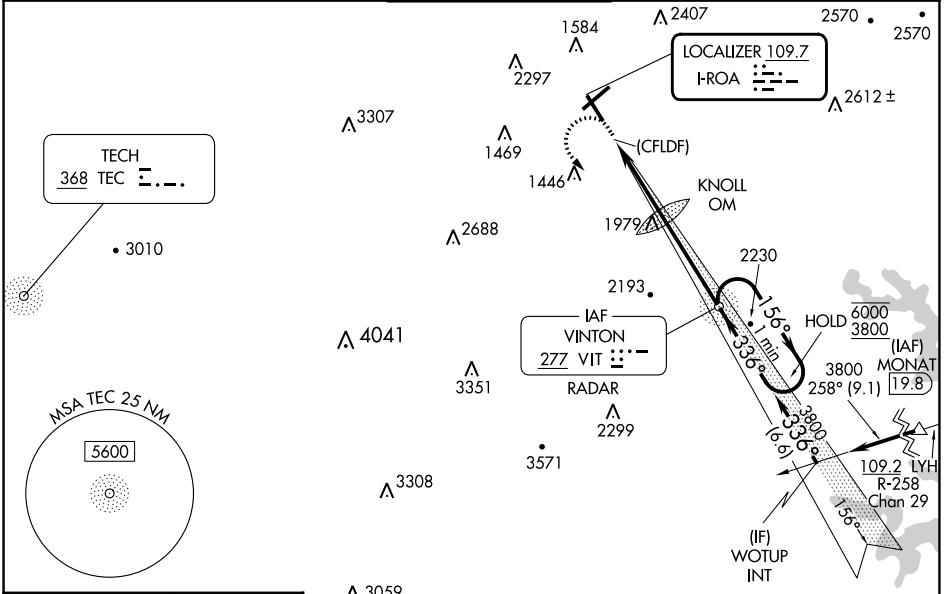 1584
2407
2570
2570
2297
LOCALIZER 109.7
I-ROA
2612 ±
3307
1469
(CFLDF)
TECH
368 TEC
1446
KNOLL
OM
1979
2688
3010
2230
2193
IAF
VINTON
277 VIT
RADAR
156°
1 min
336°
HOLD
6000
3800
(IAF)
MONAT
19.8
3800
258° (9.1)
4041
3351
2299
3800
336°
(6.6)
MSA TEC 25 NM
5600
3571
109.2 LYH
R-258
Chan 29
3308
156°
(IF)
WOTUP
INT
3059